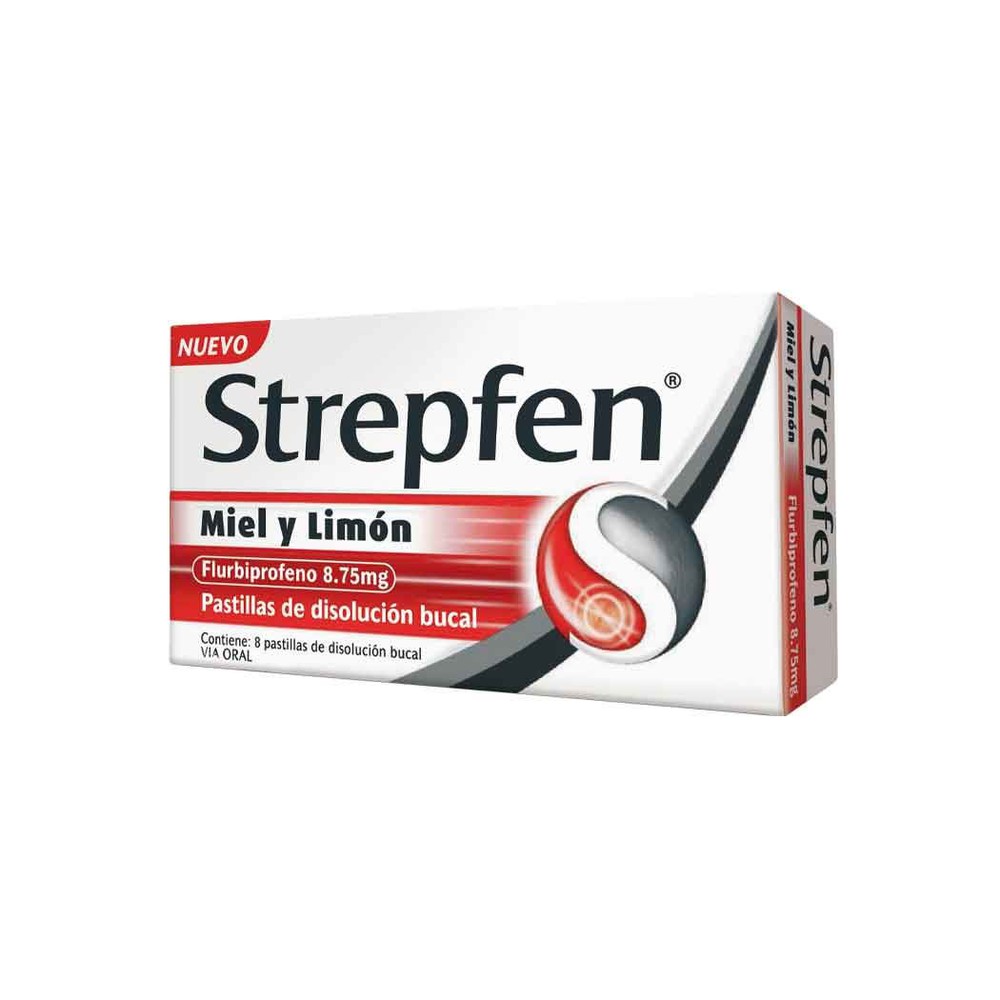 NUEVO
Strepfen®
Miel y Limón
Flurbiprofeno 8.75mg
Pastillas de disolución bucal
Contiene: 8 pastillas de disolución bucal
VIA ORAL
Miel y Limón
Flurbiprofeno 8.75mg
Strepfen®